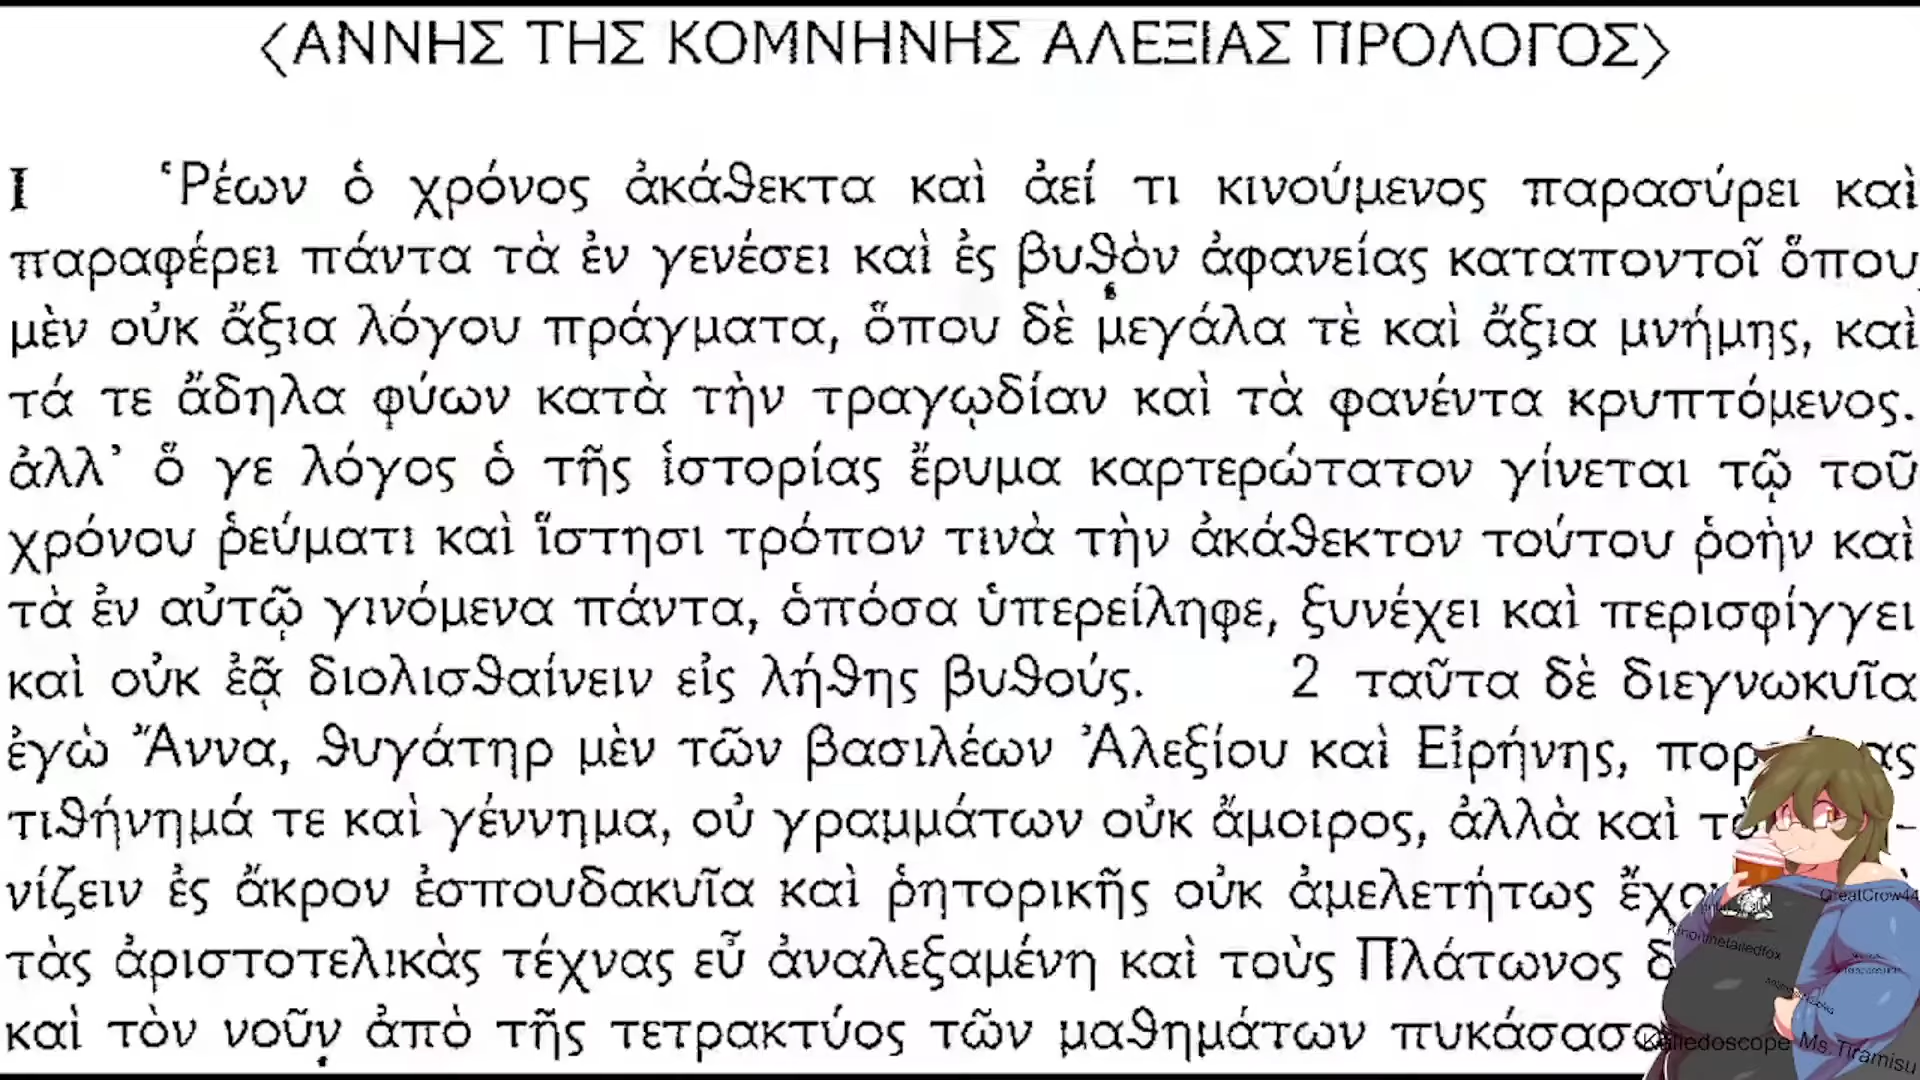 〈ΑΝΝΗΣ ΤΗΣ ΚΟΜΝΗΝΗΣ ΑΛΕΞΙΑΣ ΠΡΟΛΟΓΟΣ〉
I Ῥέων ὁ χρόνος ἀκάθεκτα καὶ ἀεί τι κινούμενος παρασύρει καὶ
παραφέρει πάντα τὰ ἐν γενέσει καὶ ἐς βυθὸν ἀφανείας καταποντοῖ ὅπου
μὲν οὐκ ἄξια λόγου πράγματα, ὅπου δὲ μεγάλα τὲ καὶ ἄξια μνήμης, καὶ
τά τε ἄδηλα φύων κατὰ τὴν τραγῳδίαν καὶ τὰ φανέντα κρυπτόμενος.
ἀλλ’ ὅ γε λόγος ὁ τῆς ἱστορίας ἔρυμα καρτερώτατον γίνεται τῷ τοῦ
χρόνου ῥεύματι καὶ ἵστησι τρόπον τινὰ τὴν ἀκάθεκτον τούτου ῥοὴν καὶ
τὰ ἐν αὐτῷ γινόμενα πάντα, ὁπόσα ὑπερείληφε, ξυνέχει καὶ περισφίγγει
καὶ οὐκ ἐᾷ διολισθαίνειν εἰς λήθης βυθούς. 2 ταῦτα δὲ διεγνωκυῖα
ἐγὼ Ἄννα, θυγάτηρ μὲν τῶν βασιλέων Ἀλεξίου καὶ Εἰρήνης,
τιθήνημά τε καὶ γέννημα, οὐ γραμμάτων οὐκ ἄμοιρος, ἀλλὰ καὶ
νίζειν ἐς ἄκρον ἐσπουδακυῖα καὶ ῥητορικῆς οὐκ ἀμελετήτως
τὰς ἀριστοτελικὰς τέχνας εὖ ἀναλεξαμένη καὶ τοὺς Πλάτωνος
καὶ τὸν νοῦν ἀπὸ τῆς τετρακτύος τῶν μαθημάτων
GreatCrow44
Kinoithetailedfox
Kaliedoscope Ms.Tiramisu